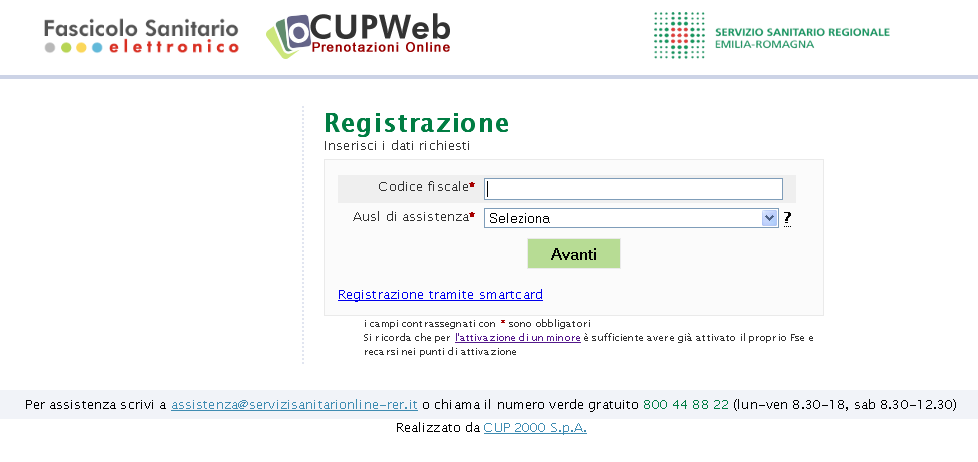 Fascicolo Sanitario
elettronico
CUPWeb
Prenotazioni Online
SERVIZIO SANITARIO REGIONALE
EMILIA-ROMAGNA
Registrazione
Inserisci i dati richiesti
Codice fiscale*
Ausl di assistenza* Seleziona ?
Avanti
Registrazione tramite smartcard
i campi contrassegnati con * sono obbligatori
Si ricorda che per l'attivazione di un minore è sufficiente avere già attivato il proprio Fse e
recarsi nei punti di attivazione
Per assistenza scrivi a assistenza@servizisanitarionline-rer.it o chiama il numero verde gratuito 800 44 88 22 (lun-ven 8.30-18, sab 8.30-12.30)
Realizzato da CUP 2000 S.p.A.